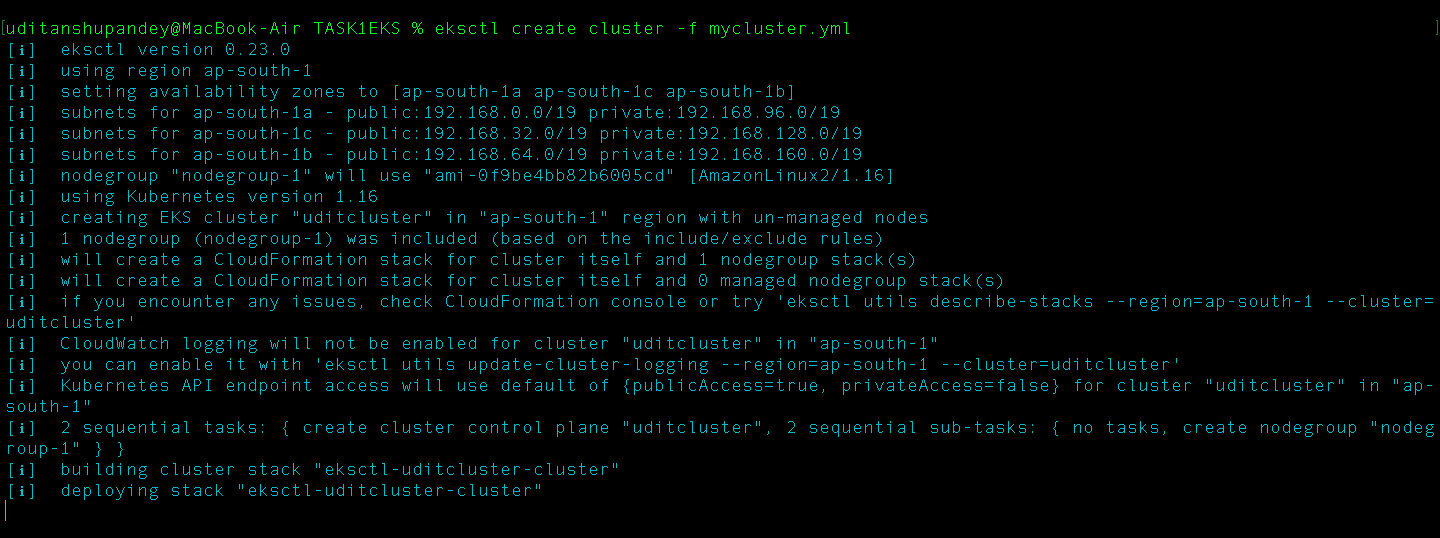 [uditanshupandey@MacBook-Air TASK1EKS % eksctl create cluster -f mycluster.yml ]
[ℹ]  eksctl version 0.23.0
[ℹ]  using region ap-south-1
[ℹ]  setting availability zones to [ap-south-1a ap-south-1c ap-south-1b]
[ℹ]  subnets for ap-south-1a - public:192.168.0.0/19 private:192.168.96.0/19
[ℹ]  subnets for ap-south-1c - public:192.168.32.0/19 private:192.168.128.0/19
[ℹ]  subnets for ap-south-1b - public:192.168.64.0/19 private:192.168.160.0/19
[ℹ]  nodegroup "nodegroup-1" will use "ami-0f9be4bb82b6005cd" [AmazonLinux2/1.16]
[ℹ]  using Kubernetes version 1.16
[ℹ]  creating EKS cluster "uditcluster" in "ap-south-1" region with un-managed nodes
[ℹ]  1 nodegroup (nodegroup-1) was included (based on the include/exclude rules)
[ℹ]  will create a CloudFormation stack for cluster itself and 1 nodegroup stack(s)
[ℹ]  will create a CloudFormation stack for cluster itself and 0 managed nodegroup stack(s)
[ℹ]  if you encounter any issues, check CloudFormation console or try 'eksctl utils describe-stacks --region=ap-south-1 --cluster=
uditcluster'
[ℹ]  CloudWatch logging will not be enabled for cluster "uditcluster" in "ap-south-1"
[ℹ]  you can enable it with 'eksctl utils update-cluster-logging --region=ap-south-1 --cluster=uditcluster'
[ℹ]  Kubernetes API endpoint access will use default of {publicAccess=true, privateAccess=false} for cluster "uditcluster" in "ap-
south-1"
[ℹ]  2 sequential tasks: { create cluster control plane "uditcluster", 2 sequential sub-tasks: { no tasks, create nodegroup "nodeg
roup-1" } }
[ℹ]  building cluster stack "eksctl-uditcluster-cluster"
[ℹ]  deploying stack "eksctl-uditcluster-cluster"